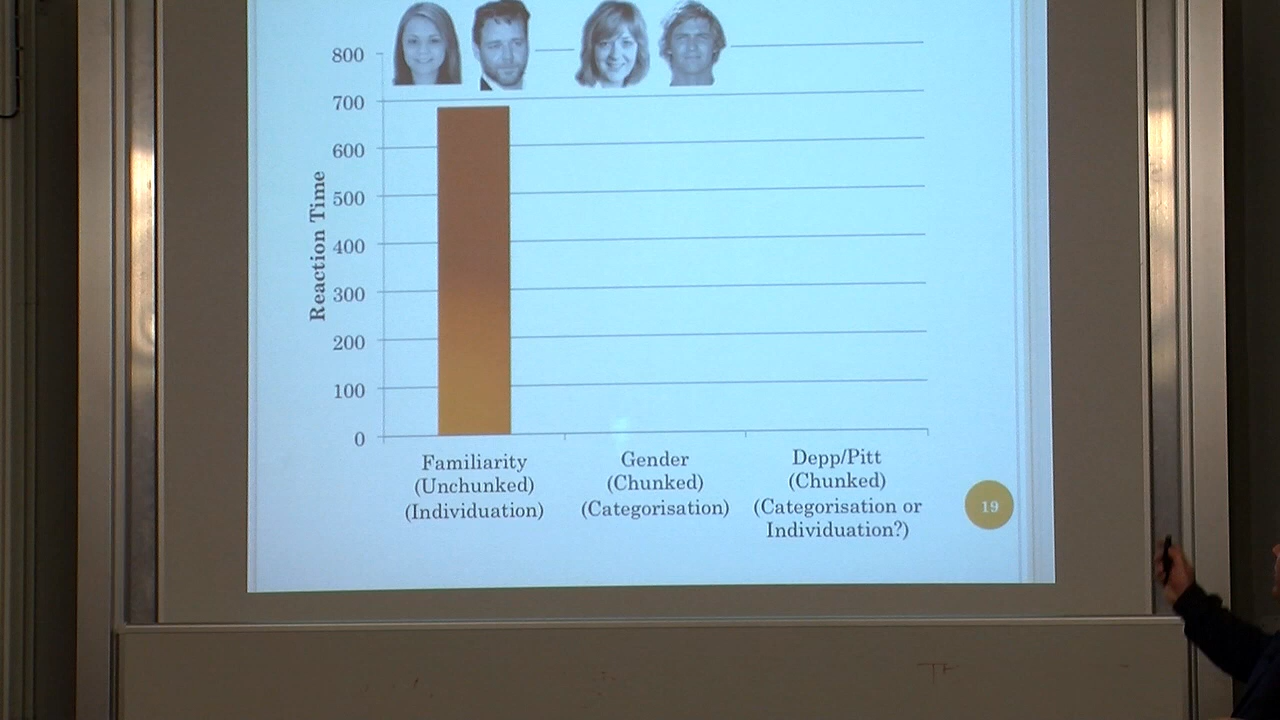 800
700
600
500
400
300
200
100
0
Reaction Time
Familiarity
(Unchunked)
(Individuation)
Gender
(Chunked)
(Categorisation)
Depp/Pitt
(Chunked)
(Categorisation or
Individuation?)
19